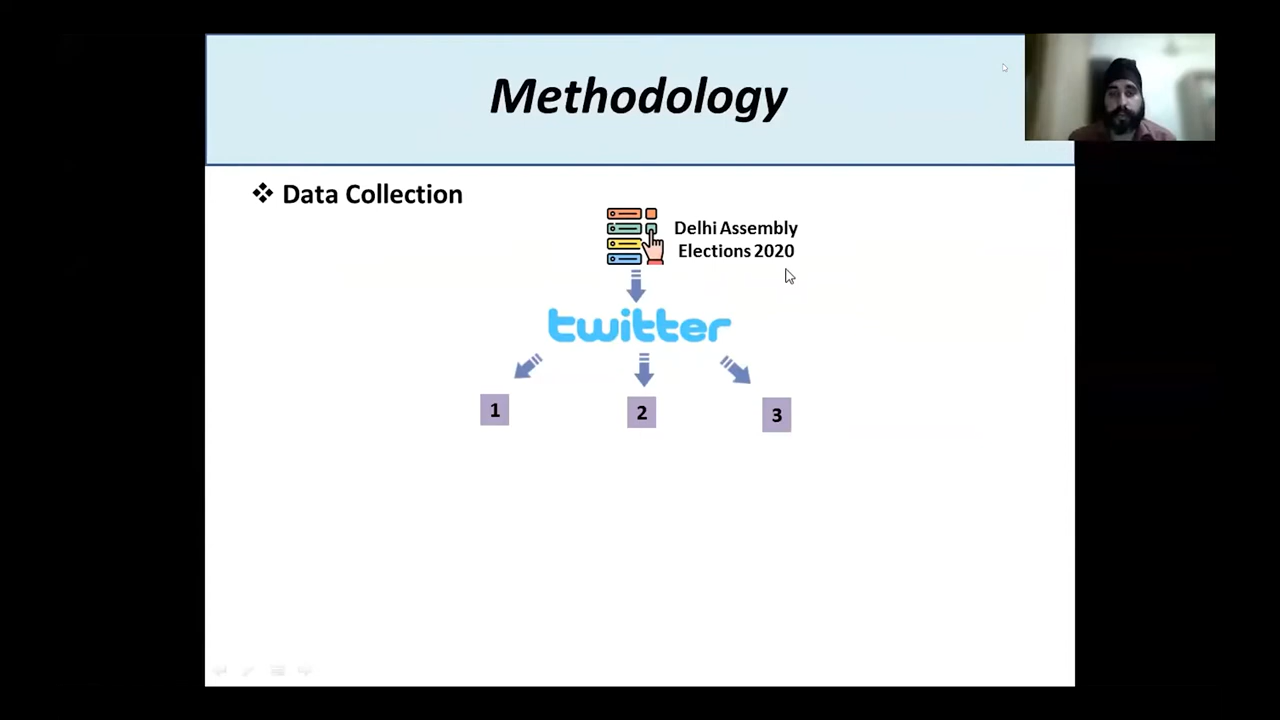 Methodology
Data Collection
Delhi Assembly
Elections 2020
twitter
1
2
3